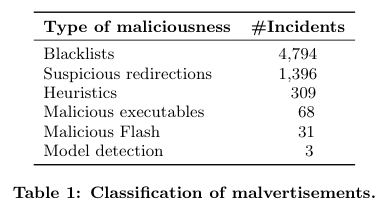 Type of maliciousness #Incidents
Blacklists 4,794
Suspicious redirections 1,396
Heuristics 309
Malicious executables 68
Malicious Flash 31
Model detection 3
Table 1: Classification of malvertisements.